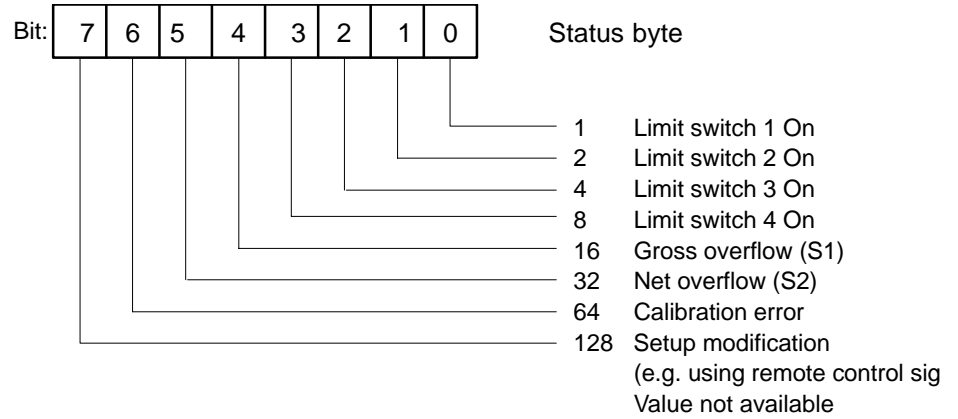 Bit: 7 6 5 4 3 2 1 0 Status byte
1 Limit switch 1 On
2 Limit switch 2 On
4 Limit switch 3 On
8 Limit switch 4 On
16 Gross overflow (S1)
32 Net overflow (S2)
64 Calibration error
128 Setup modification
(e.g. using remote control sig
Value not available